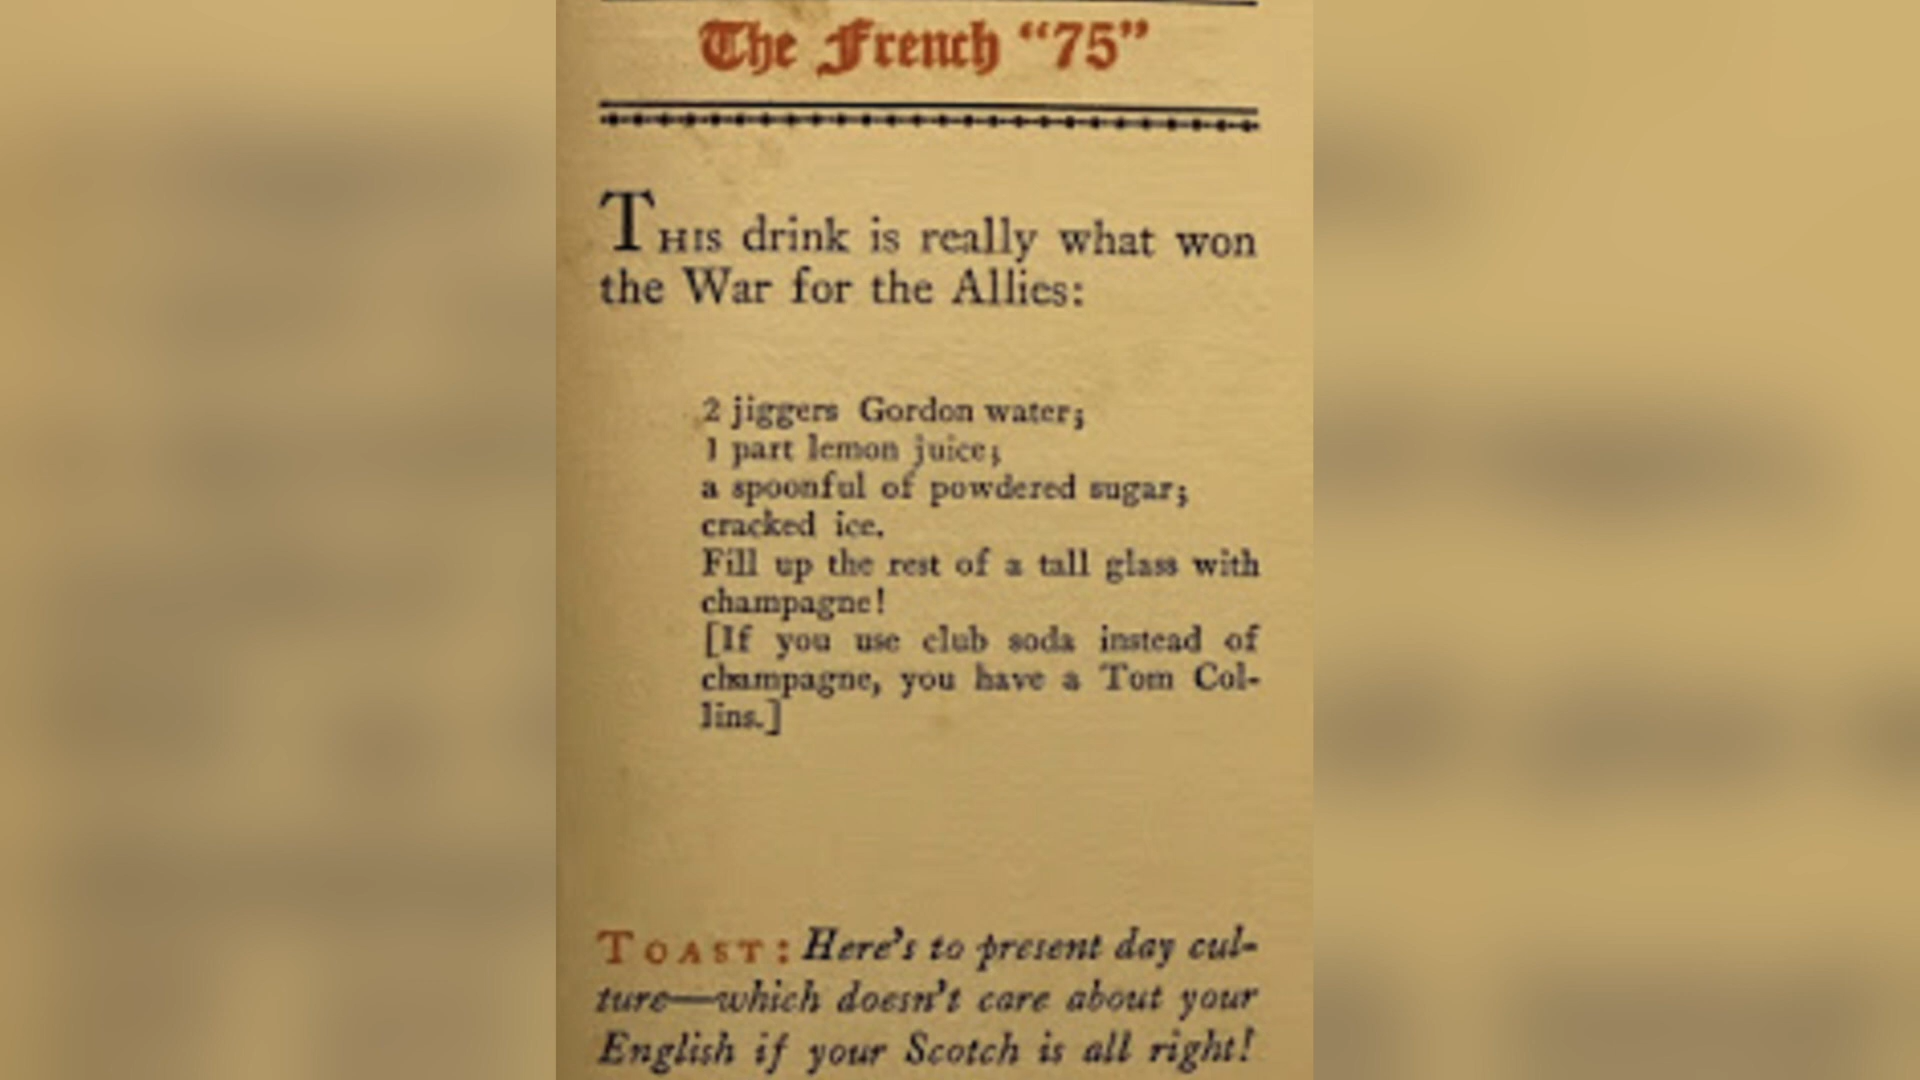 The French “75”
THIS drink is really what won
the War for the Allies:
2 jiggers Gordon water;
1 part lemon juice;
a spoonful of powdered sugar;
cracked ice.
Fill up the rest of a tall glass with
champagne!
[If you use club soda instead of
champagne, you have a Tom Col-
lins.]
TOAST: Here’s to present day cul-
ture—which doesn’t care about your
English if your Scotch is all right!